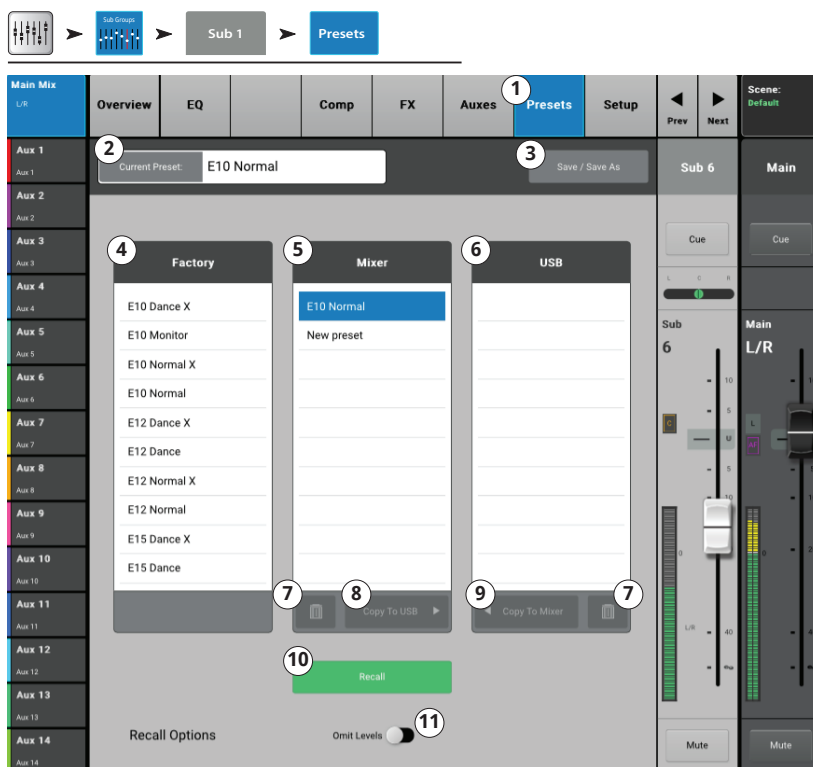 Sub Groups
Sub 1
Presets
Main Mix
L/R
Overview
EQ
Comp
FX
Auxes
1
Presets
Setup
Prev
Next
Scene:
Default
Aux 1
Aux 1
Aux 2
Aux 2
Aux 3
Aux 3
Aux 4
Aux 4
Aux 5
Aux 5
Aux 6
Aux 6
Aux 7
Aux 7
Aux 8
Aux 8
Aux 9
Aux 9
Aux 10
Aux 10
Aux 11
Aux 11
Aux 12
Aux 12
Aux 13
Aux 13
Aux 14
Aux 14
2
Current Preset:
E10 Normal
3
Save / Save As
4
Factory
E10 Dance X
E10 Monitor
E10 Normal X
E10 Normal
E12 Dance X
E12 Dance
E12 Normal X
E12 Normal
E15 Dance X
E15 Dance
5
Mixer
E10 Normal
New preset
6
USB
7
8
Copy To USB
9
Copy To Mixer
7
10
Recall
Recall Options
Omit Levels
11
Sub 6
Cue
L C R
Sub
6
10
5
C
U
5
10
0
L/R
40
∞
Mute
Main
Cue
Main
L/R
L
AF
0
Mute